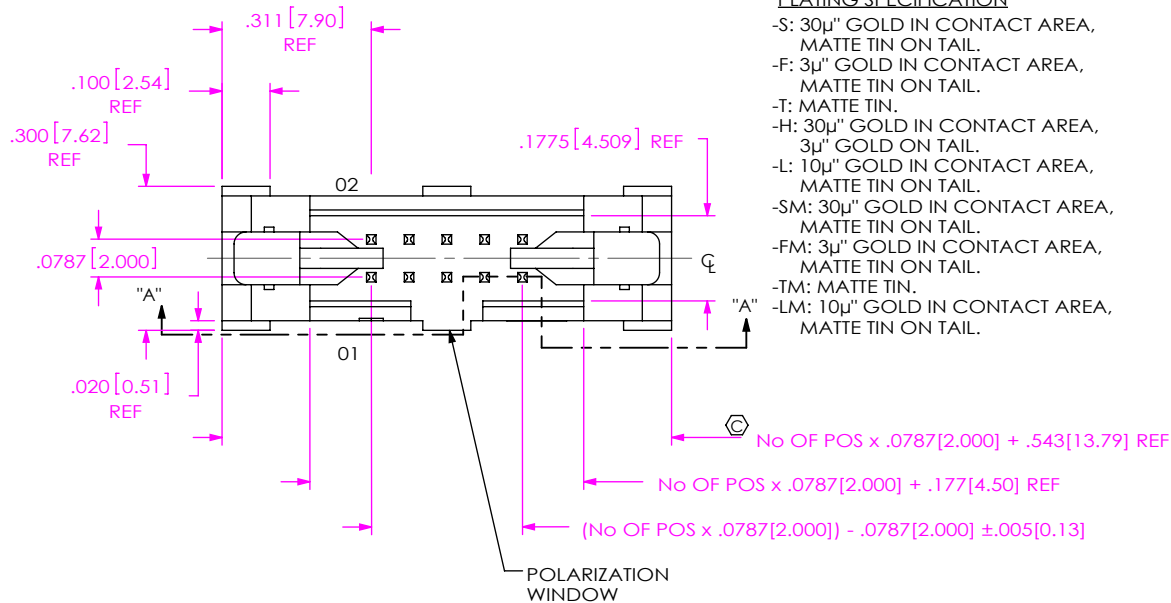 PLATING SPECIFICATION
-S: 30µ" GOLD IN CONTACT AREA,
MATTE TIN ON TAIL.
-F: 3µ" GOLD IN CONTACT AREA,
MATTE TIN ON TAIL.
-T: MATTE TIN.
-H: 30µ" GOLD IN CONTACT AREA,
3µ" GOLD ON TAIL.
-L: 10µ" GOLD IN CONTACT AREA,
MATTE TIN ON TAIL.
-SM: 30µ" GOLD IN CONTACT AREA,
MATTE TIN ON TAIL.
-FM: 3µ" GOLD IN CONTACT AREA,
MATTE TIN ON TAIL.
-TM: MATTE TIN.
-LM: 10µ" GOLD IN CONTACT AREA,
MATTE TIN ON TAIL.
.311[7.90]
REF
.100[2.54]
REF
.300[7.62]
REF
.1775[4.509] REF
02
.0787[2.000]
℄
"A"
"A"
01
.020[0.51]
REF
C
No OF POS x .0787[2.000] + .543[13.79] REF
No OF POS x .0787[2.000] + .177[4.50] REF
(No OF POS x .0787[2.000]) - .0787[2.000] ±.005[0.13]
POLARIZATION
WINDOW